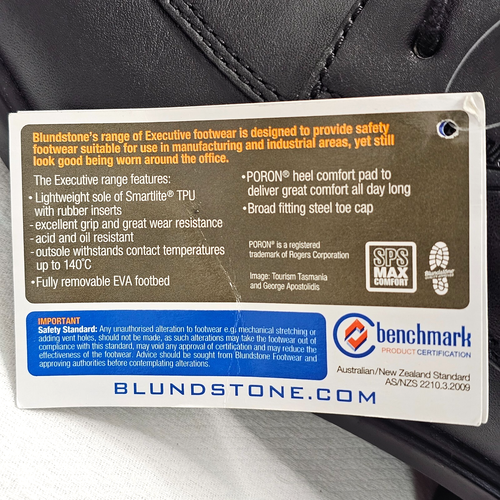 Blundstone's range of Executive footwear is designed to provide safety
footwear suitable for use in manufacturing and industrial areas, yet still
look good being worn around the office.
The Executive range features:
• Lightweight sole of Smartlite® TPU
with rubber inserts
- excellent grip and great wear resistance
- acid and oil resistant
- outsole withstands contact temperatures
up to 140°C
• Fully removable EVA footbed
• PORON® heel comfort pad to
deliver great comfort all day long
• Broad fitting steel toe cap
PORON® is a registered
trademark of Rogers Corporation
Image: Tourism Tasmania
and George Apostolidis
SPS
MAX
COMFORT
Blundstone
IMPORTANT
Safety Standard: Any unauthorised alteration to footwear e.g. mechanical stretching or
adding vent holes, should not be made, as such alterations may take the footwear out of
compliance with this standard, may void any approval of certification and may reduce the
effectiveness of the footwear. Advice should be sought from Blundstone Footwear and
approving authorities before contemplating alterations.
benchmark
PRODUCT CERTIFICATION
Australian/New Zealand Standard
AS/NZS 2210.3.2009
BLUNDSTONE.COM